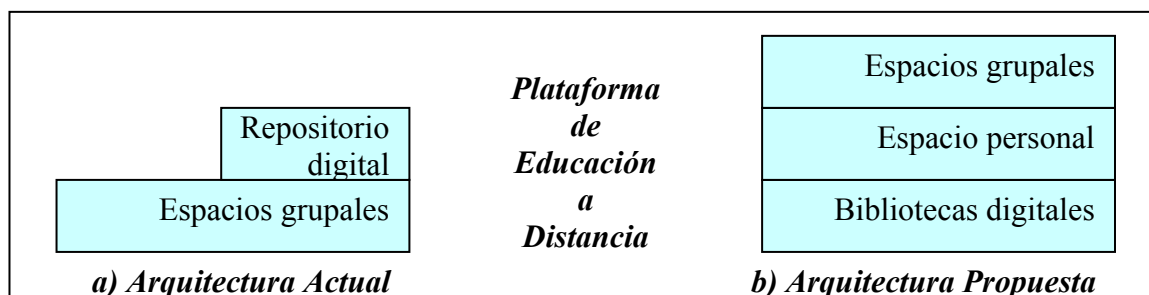 Repositorio
digital
Espacios grupales
a) Arquitectura Actual
Plataforma
de
Educación
a
Distancia
Espacios grupales
Espacio personal
Bibliotecas digitales
b) Arquitectura Propuesta